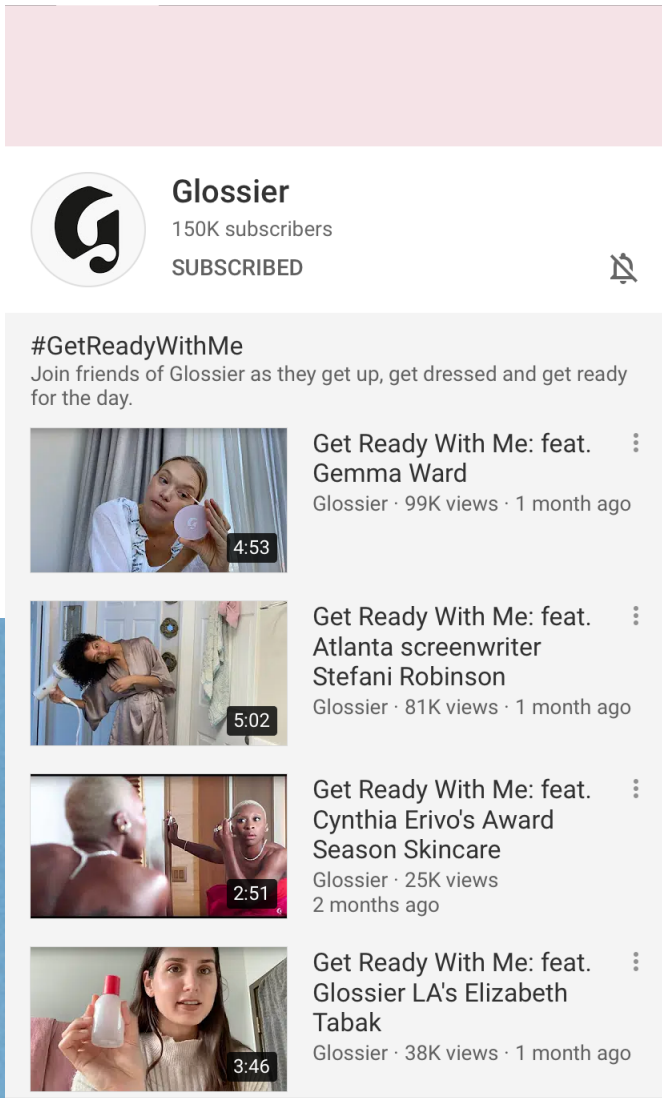 Glossier
150K subscribers
SUBSCRIBED
#GetReadyWithMe
Join friends of Glossier as they get up, get dressed and get ready
for the day.
4:53
Get Ready With Me: feat.
Gemma Ward
Glossier · 99K views · 1 month ago
5:02
Get Ready With Me: feat.
Atlanta screenwriter
Stefani Robinson
Glossier · 81K views · 1 month ago
2:51
Get Ready With Me: feat.
Cynthia Erivo's Award
Season Skincare
Glossier · 25K views
2 months ago
3:46
Get Ready With Me: feat.
Glossier LA's Elizabeth
Tabak
Glossier · 38K views · 1 month ago